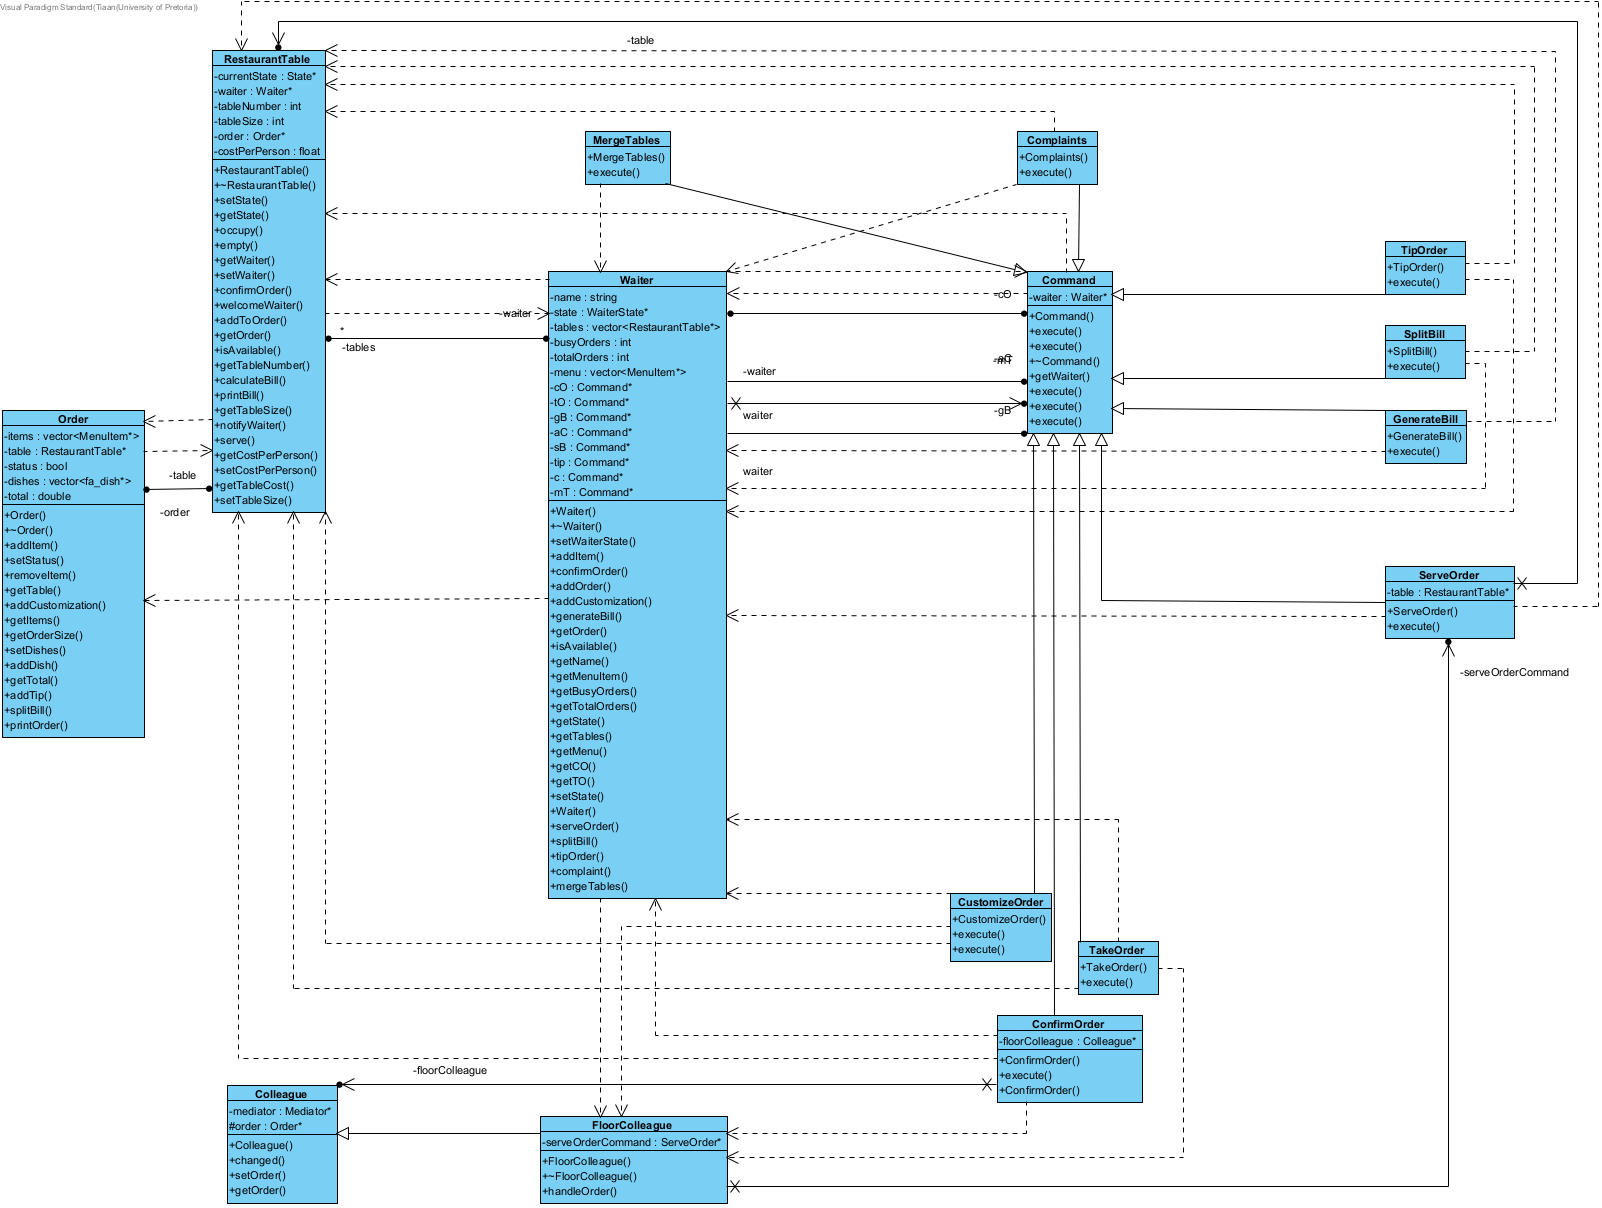 Visual Paradigm Standard(Tiaan(University of Pretoria))
-table
RestaurantTable
-currentState : State*
-waiter : Waiter*
-tableNumber : int
-tableSize : int
-order : Order*
-costPerPerson : float
+RestaurantTable()
+~RestaurantTable()
+setState()
+getState()
+occupy()
+empty()
+getWaiter()
+setWaiter()
+confirmOrder()
+welcomeWaiter()
+addToOrder()
+getOrder()
+isAvailable()
+getTableNumber()
+calculateBill()
+printBill()
+getTableSize()
+notifyWaiter()
+serve()
+getCostPerPerson()
+setCostPerPerson()
+getTableCost()
+setTableSize()
MergeTables
+MergeTables()
+execute()
Complaints
+Complaints()
+execute()
TipOrder
+TipOrder()
+execute()
SplitBill
+SplitBill()
+execute()
GenerateBill
+GenerateBill()
+execute()
Command
-waiter : Waiter*
+Command()
+execute()
+execute()
+~Command()
+getWaiter()
+execute()
+execute()
+execute()
-cO
-gB
-waiter
waiter
waiter
-waiter
*
-tables
Waiter
-name : string
-state : WaiterState*
-tables : vector<RestaurantTable*>
-busyOrders : int
-totalOrders : int
-menu : vector<MenuItem*>
-cO : Command*
-tO : Command*
-gB : Command*
-aC : Command*
-sB : Command*
-tip : Command*
-c : Command*
-mT : Command*
+Waiter()
+~Waiter()
+setWaiterState()
+addItem()
+confirmOrder()
+addOrder()
+addCustomization()
+generateBill()
+getOrder()
+isAvailable()
+getName()
+getMenuItem()
+getBusyOrders()
+getTotalOrders()
+getState()
+getTables()
+getMenu()
+getCO()
+getTO()
+setState()
+Waiter()
+serveOrder()
+splitBill()
+tipOrder()
+complaint()
+mergeTables()
Order
-items : vector<MenuItem*>
-table : RestaurantTable*
-status : bool
-dishes : vector<fa_dish*>
-total : double
+Order()
+~Order()
+addItem()
+setStatus()
+removeItem()
+getTable()
+addCustomization()
+getItems()
+getOrderSize()
+setDishes()
+addDish()
+getTotal()
+addTip()
+splitBill()
+printOrder()
-table
-order
ServeOrder
-table : RestaurantTable*
+ServeOrder()
+execute()
-serveOrderCommand
CustomizeOrder
+CustomizeOrder()
+execute()
+execute()
TakeOrder
+TakeOrder()
+execute()
ConfirmOrder
-floorColleague : Colleague*
+ConfirmOrder()
+execute()
+ConfirmOrder()
-floorColleague
Colleague
-mediator : Mediator*
#order : Order*
+Colleague()
+changed()
+setOrder()
+getOrder()
FloorColleague
-serveOrderCommand : ServeOrder*
+FloorColleague()
+~FloorColleague()
+handleOrder()